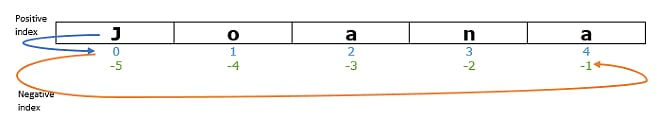 Positive
index
J o a n a
0 1 2 3 4
-5 -4 -3 -2 -1
Negative
index